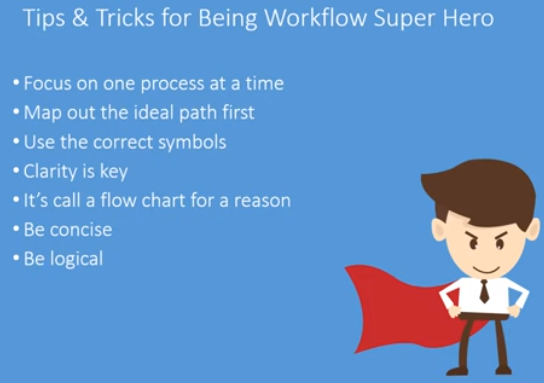 Tips & Tricks for Being Workflow Super Hero
• Focus on one process at a time
• Map out the ideal path first
• Use the correct symbols
• Clarity is key
• It's call a flow chart for a reason
• Be concise
• Be logical